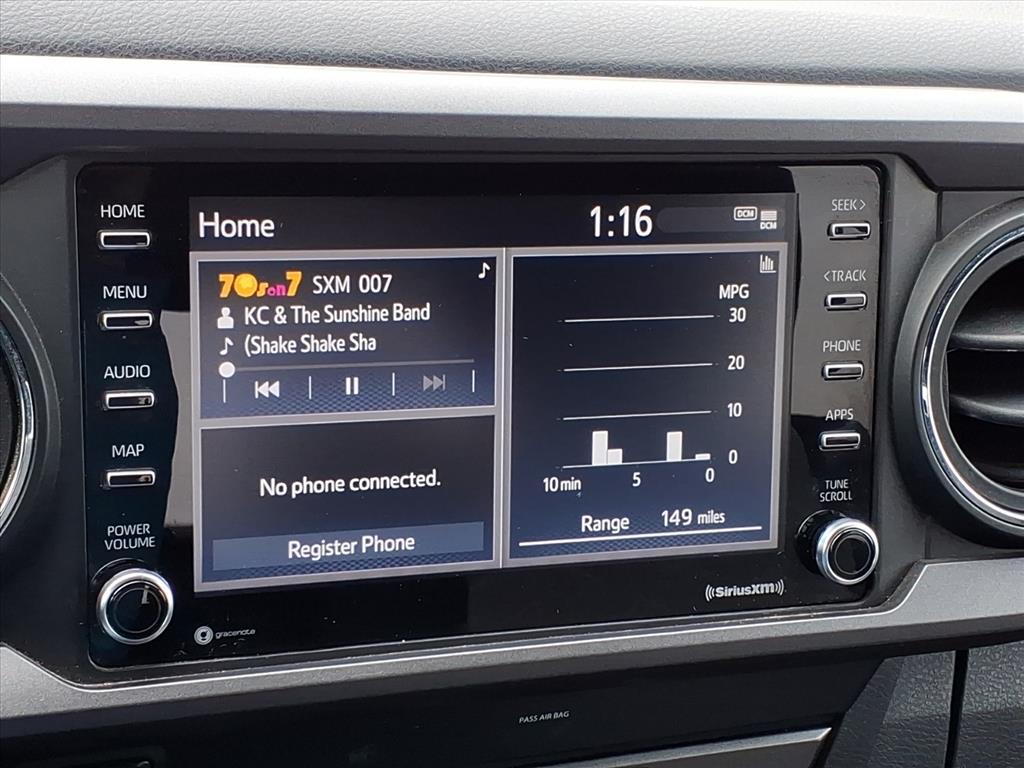 HOME
MENU
AUDIO
MAP
POWER
VOLUME
Home
1:16
DCM
DCM
70s on 7 SXM 007
KC & The Sunshine Band
(Shake Shake Sha
No phone connected.
Register Phone
MPG
30
20
10
0
10 min 5 0
Range 149 miles
SEEK >
< TRACK
PHONE
APPS
TUNE
SCROLL
gracenote
((SiriusXM))
PASS AIR BAG